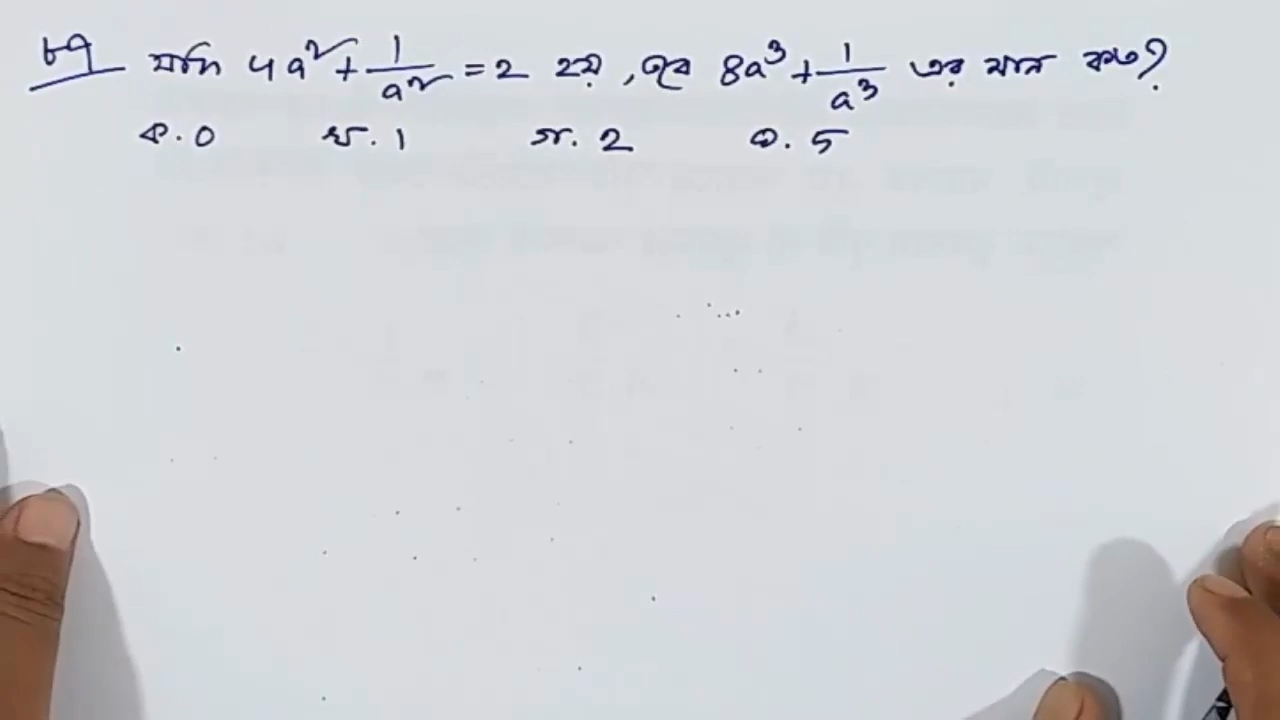 ৮৭ যদি 4a² + 1/a² = 2 হয়, তবে 8a³ + 1/a³ এর মান কত?
ক. 0 খ. 1 গ. 2 ঘ. 5